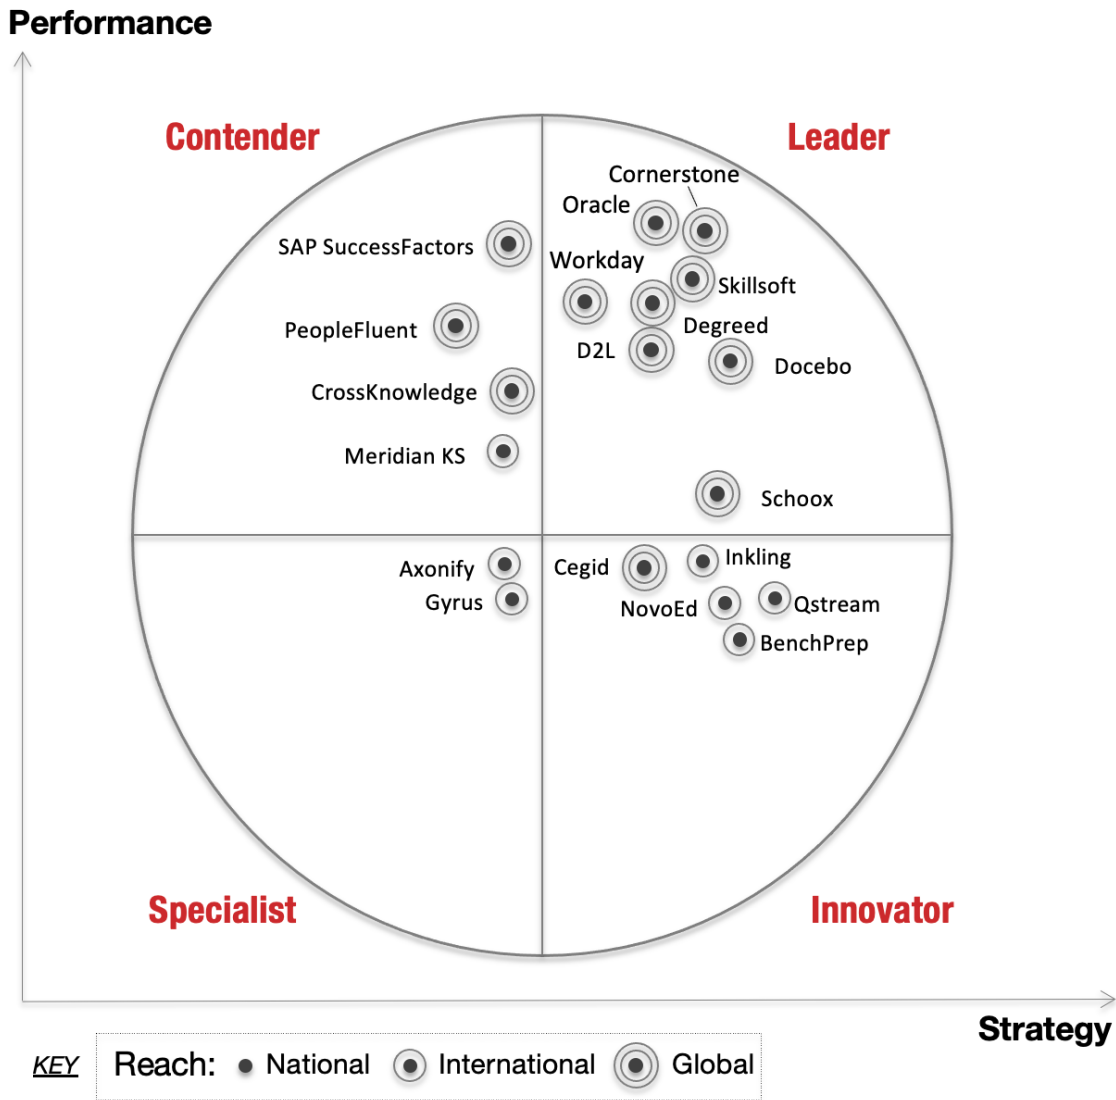 Performance
Contender
Leader
Cornerstone
Oracle
SAP SuccessFactors
Workday
Skillsoft
PeopleFluent
Degreed
D2L
Docebo
CrossKnowledge
Meridian KS
Schoox
Axonify
Cegid
Inkling
Gyrus
NovoEd
Qstream
BenchPrep
Specialist
Innovator
Strategy
KEY Reach: National International Global